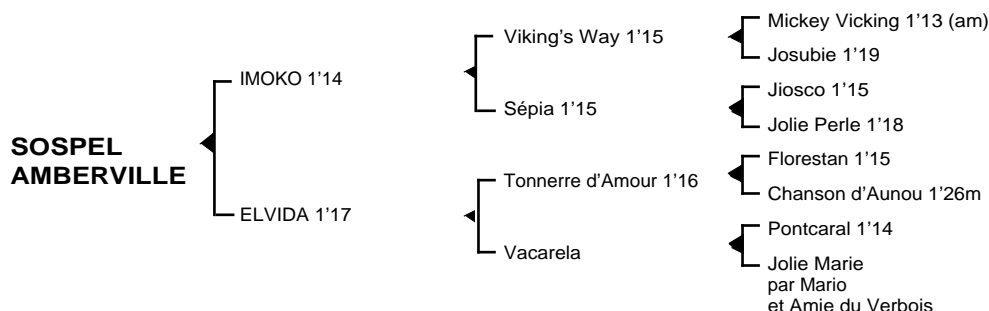 SOSPEL
AMBERVILLE
IMOKO 1’14
ELVIDA 1’17
Viking’s Way 1’15
Sépia 1’15
Tonnerre d’Amour 1’16
Vacarela
Mickey Vicking 1’13 (am)
Josubie 1’19
Jiosco 1’15
Jolie Perle 1’18
Florestan 1’15
Chanson d’Aunou 1’26m
Pontcaral 1’14
Jolie Marie
par Mario
et Amie du Verbois